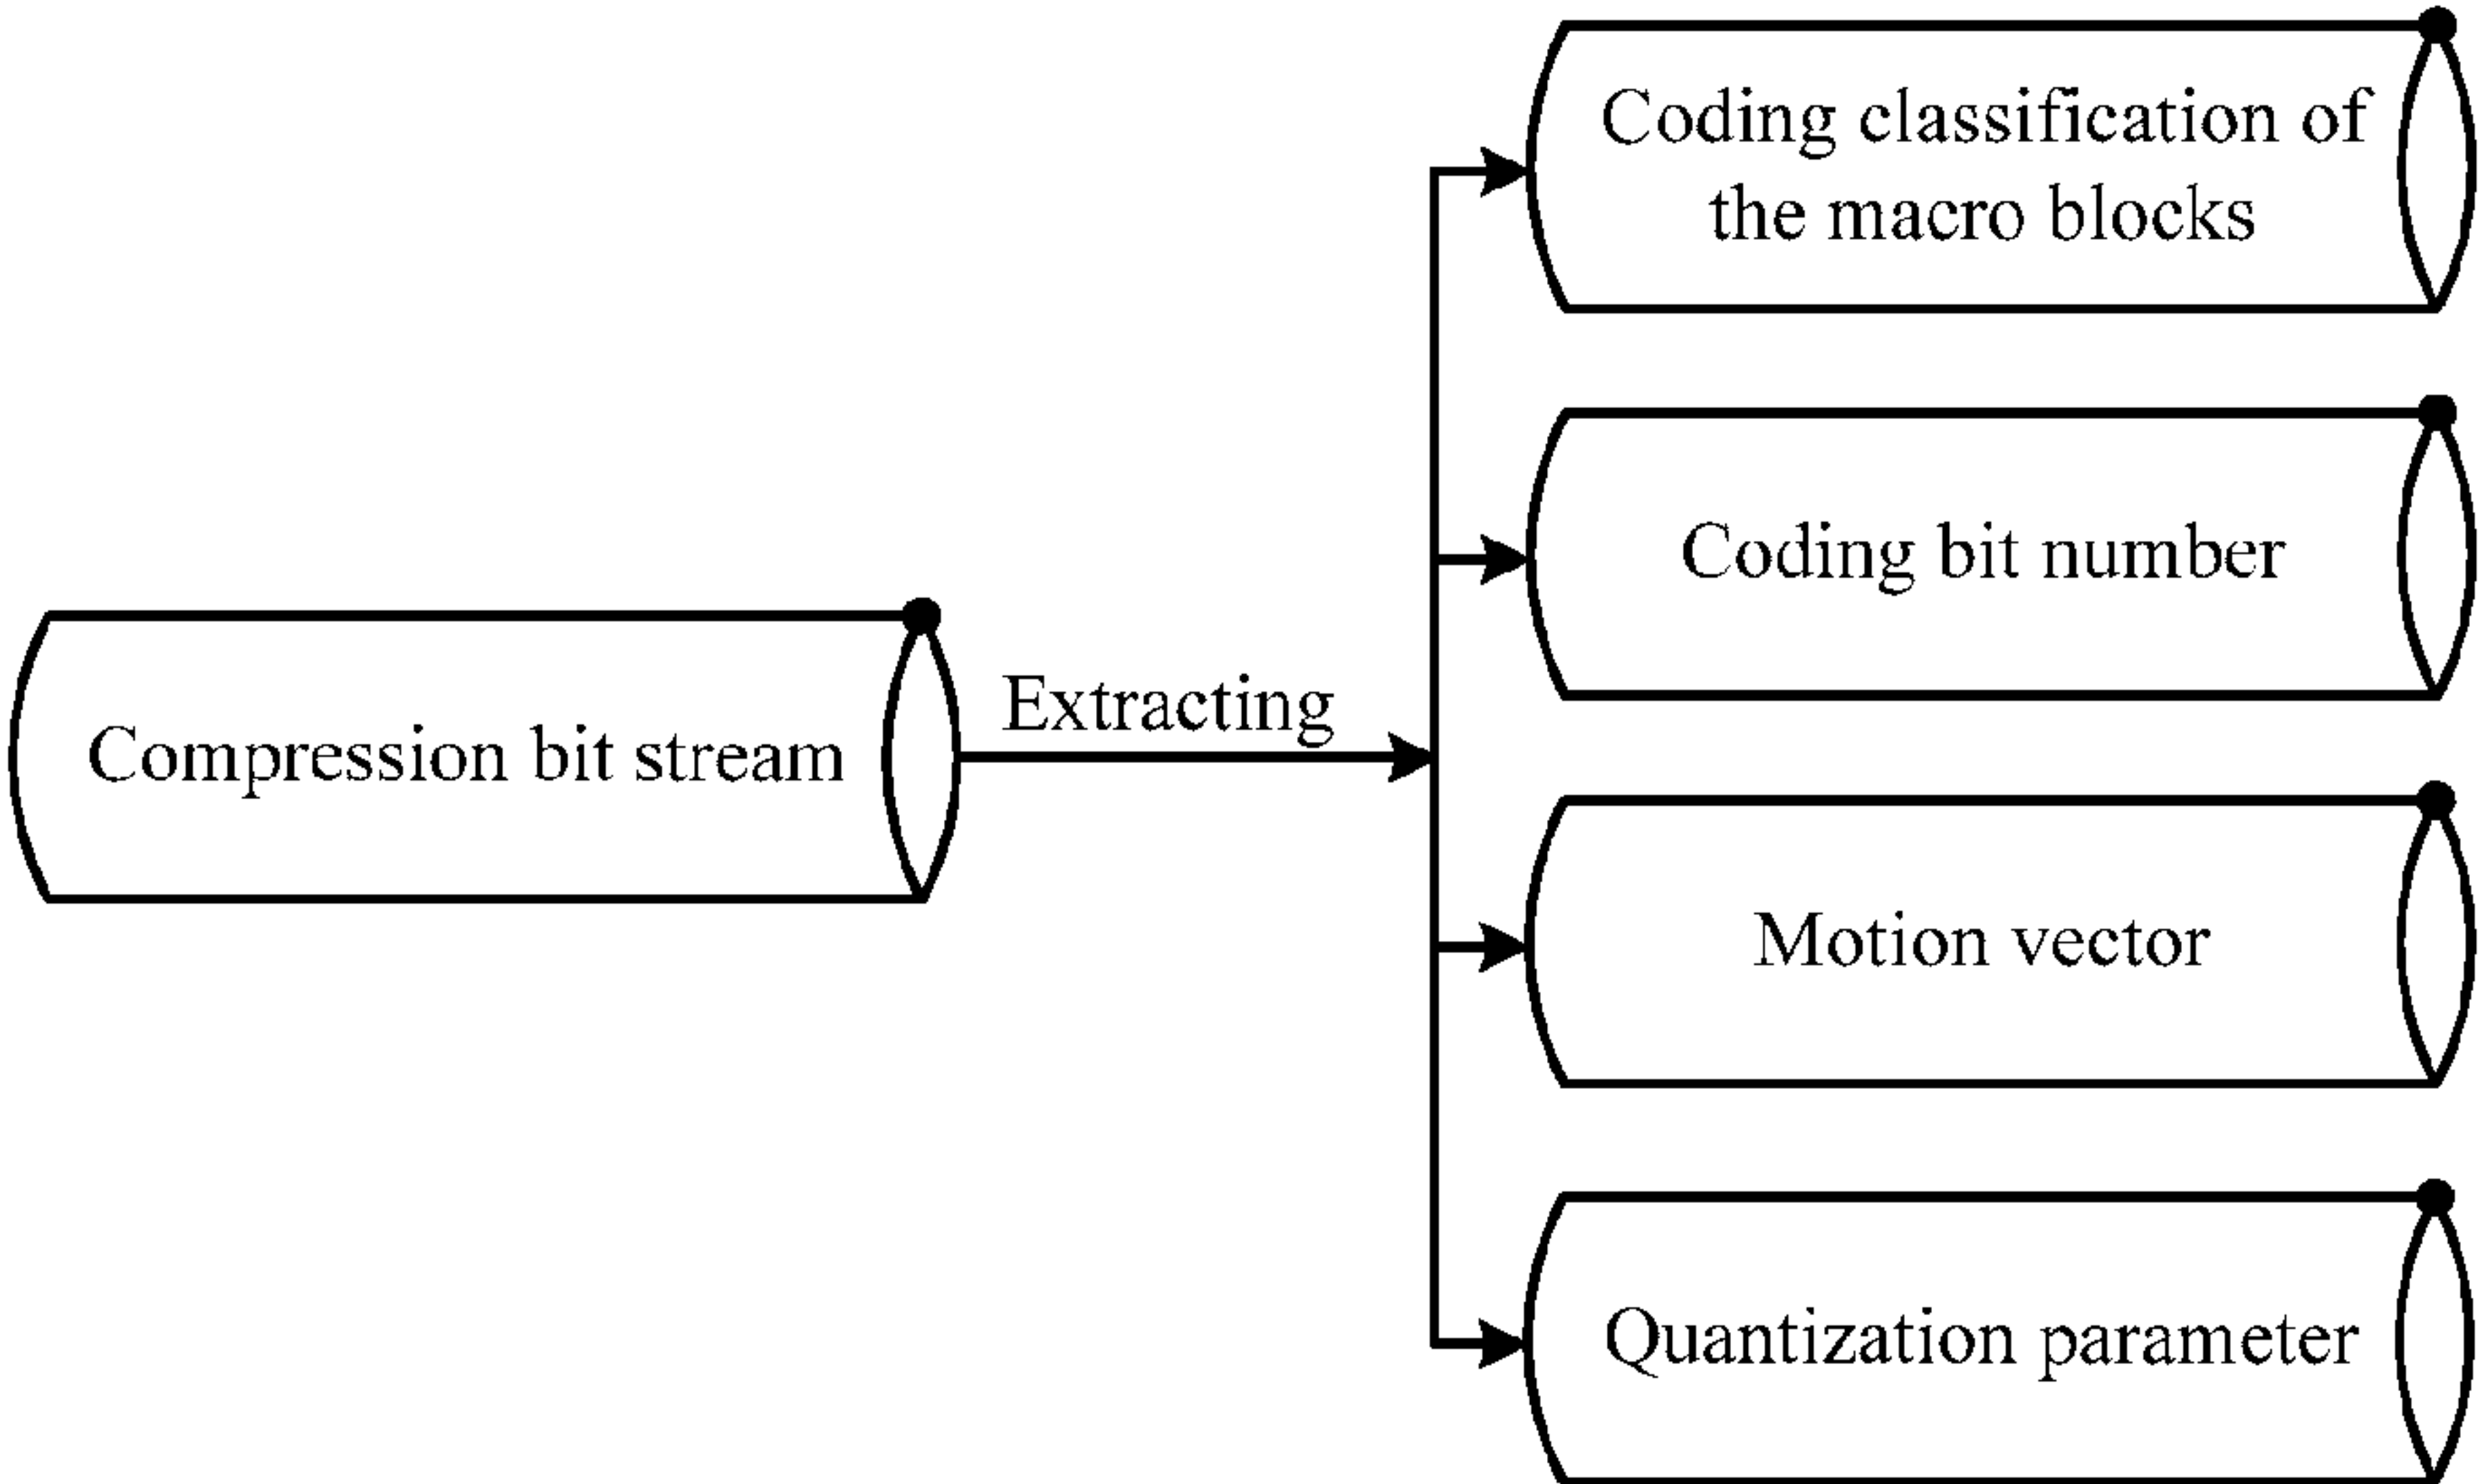 Coding classification of
the macro blocks
Coding bit number
Compression bit stream
Extracting
Motion vector
Quantization parameter